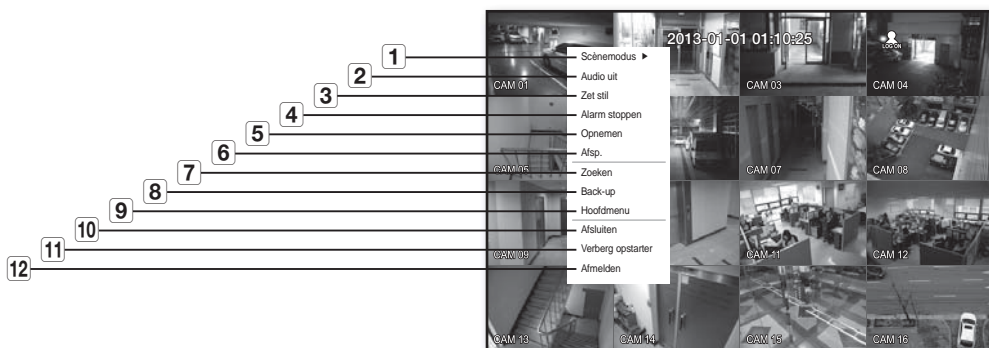 2013-01-01 01:10:25
LOG ON
1 Scènemodus ▶
2 Audio uit
3 Zet stil
4 Alarm stoppen
5 Opnemen
6 Afsp.
7 Zoeken
8 Back-up
9 Hoofdmenu
10 Afsluiten
11 Verberg opstarter
12 Afmelden
CAM 01
CAM 03
CAM 04
CAM 05
CAM 07
CAM 08
CAM 09
CAM 11
CAM 12
CAM 13
CAM 14
CAM 15
CAM 16